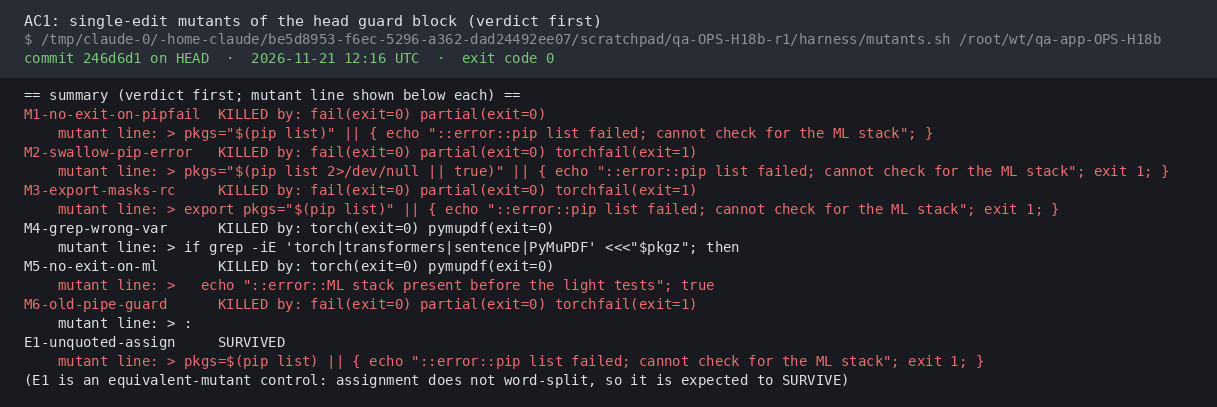 AC1: single-edit mutants of the head guard block (verdict first)
$ /tmp/claude-0/-home-claude/be5d8953-f6ec-5296-a362-dad24492ee07/scratchpad/qa-OPS-H18b-r1/harness/mutants.sh /root/wt/qa-app-OPS-H18b
commit 246d6d1 on HEAD · 2026-11-21 12:16 UTC · exit code 0
== summary (verdict first; mutant line shown below each) ==
M1-no-exit-on-pipfail  KILLED by: fail(exit=0) partial(exit=0)
    mutant line: > pkgs="$(pip list)" || { echo "::error::pip list failed; cannot check for the ML stack"; }
M2-swallow-pip-error   KILLED by: fail(exit=0) partial(exit=0) torchfail(exit=1)
    mutant line: > pkgs="$(pip list 2>/dev/null || true)" || { echo "::error::pip list failed; cannot check for the ML stack"; exit 1; }
M3-export-masks-rc     KILLED by: fail(exit=0) partial(exit=0) torchfail(exit=1)
    mutant line: > export pkgs="$(pip list)" || { echo "::error::pip list failed; cannot check for the ML stack"; exit 1; }
M4-grep-wrong-var      KILLED by: torch(exit=0) pymupdf(exit=0)
    mutant line: > if grep -iE 'torch|transformers|sentence|PyMuPDF' <<<"$pkgz"; then
M5-no-exit-on-ml       KILLED by: torch(exit=0) pymupdf(exit=0)
    mutant line: >   echo "::error::ML stack present before the light tests"; true
M6-old-pipe-guard      KILLED by: fail(exit=0) partial(exit=0) torchfail(exit=1)
    mutant line: > :
E1-unquoted-assign     SURVIVED
    mutant line: > pkgs=$(pip list) || { echo "::error::pip list failed; cannot check for the ML stack"; exit 1; }
(E1 is an equivalent-mutant control: assignment does not word-split, so it is expected to SURVIVE)